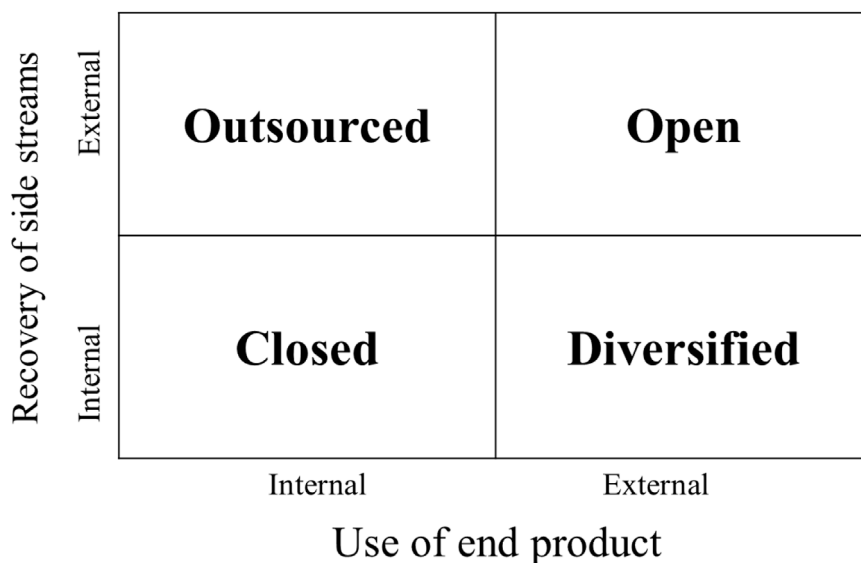 Recovery of side streams
External
Outsourced
Open
Internal
Closed
Diversified
Internal
External
Use of end product